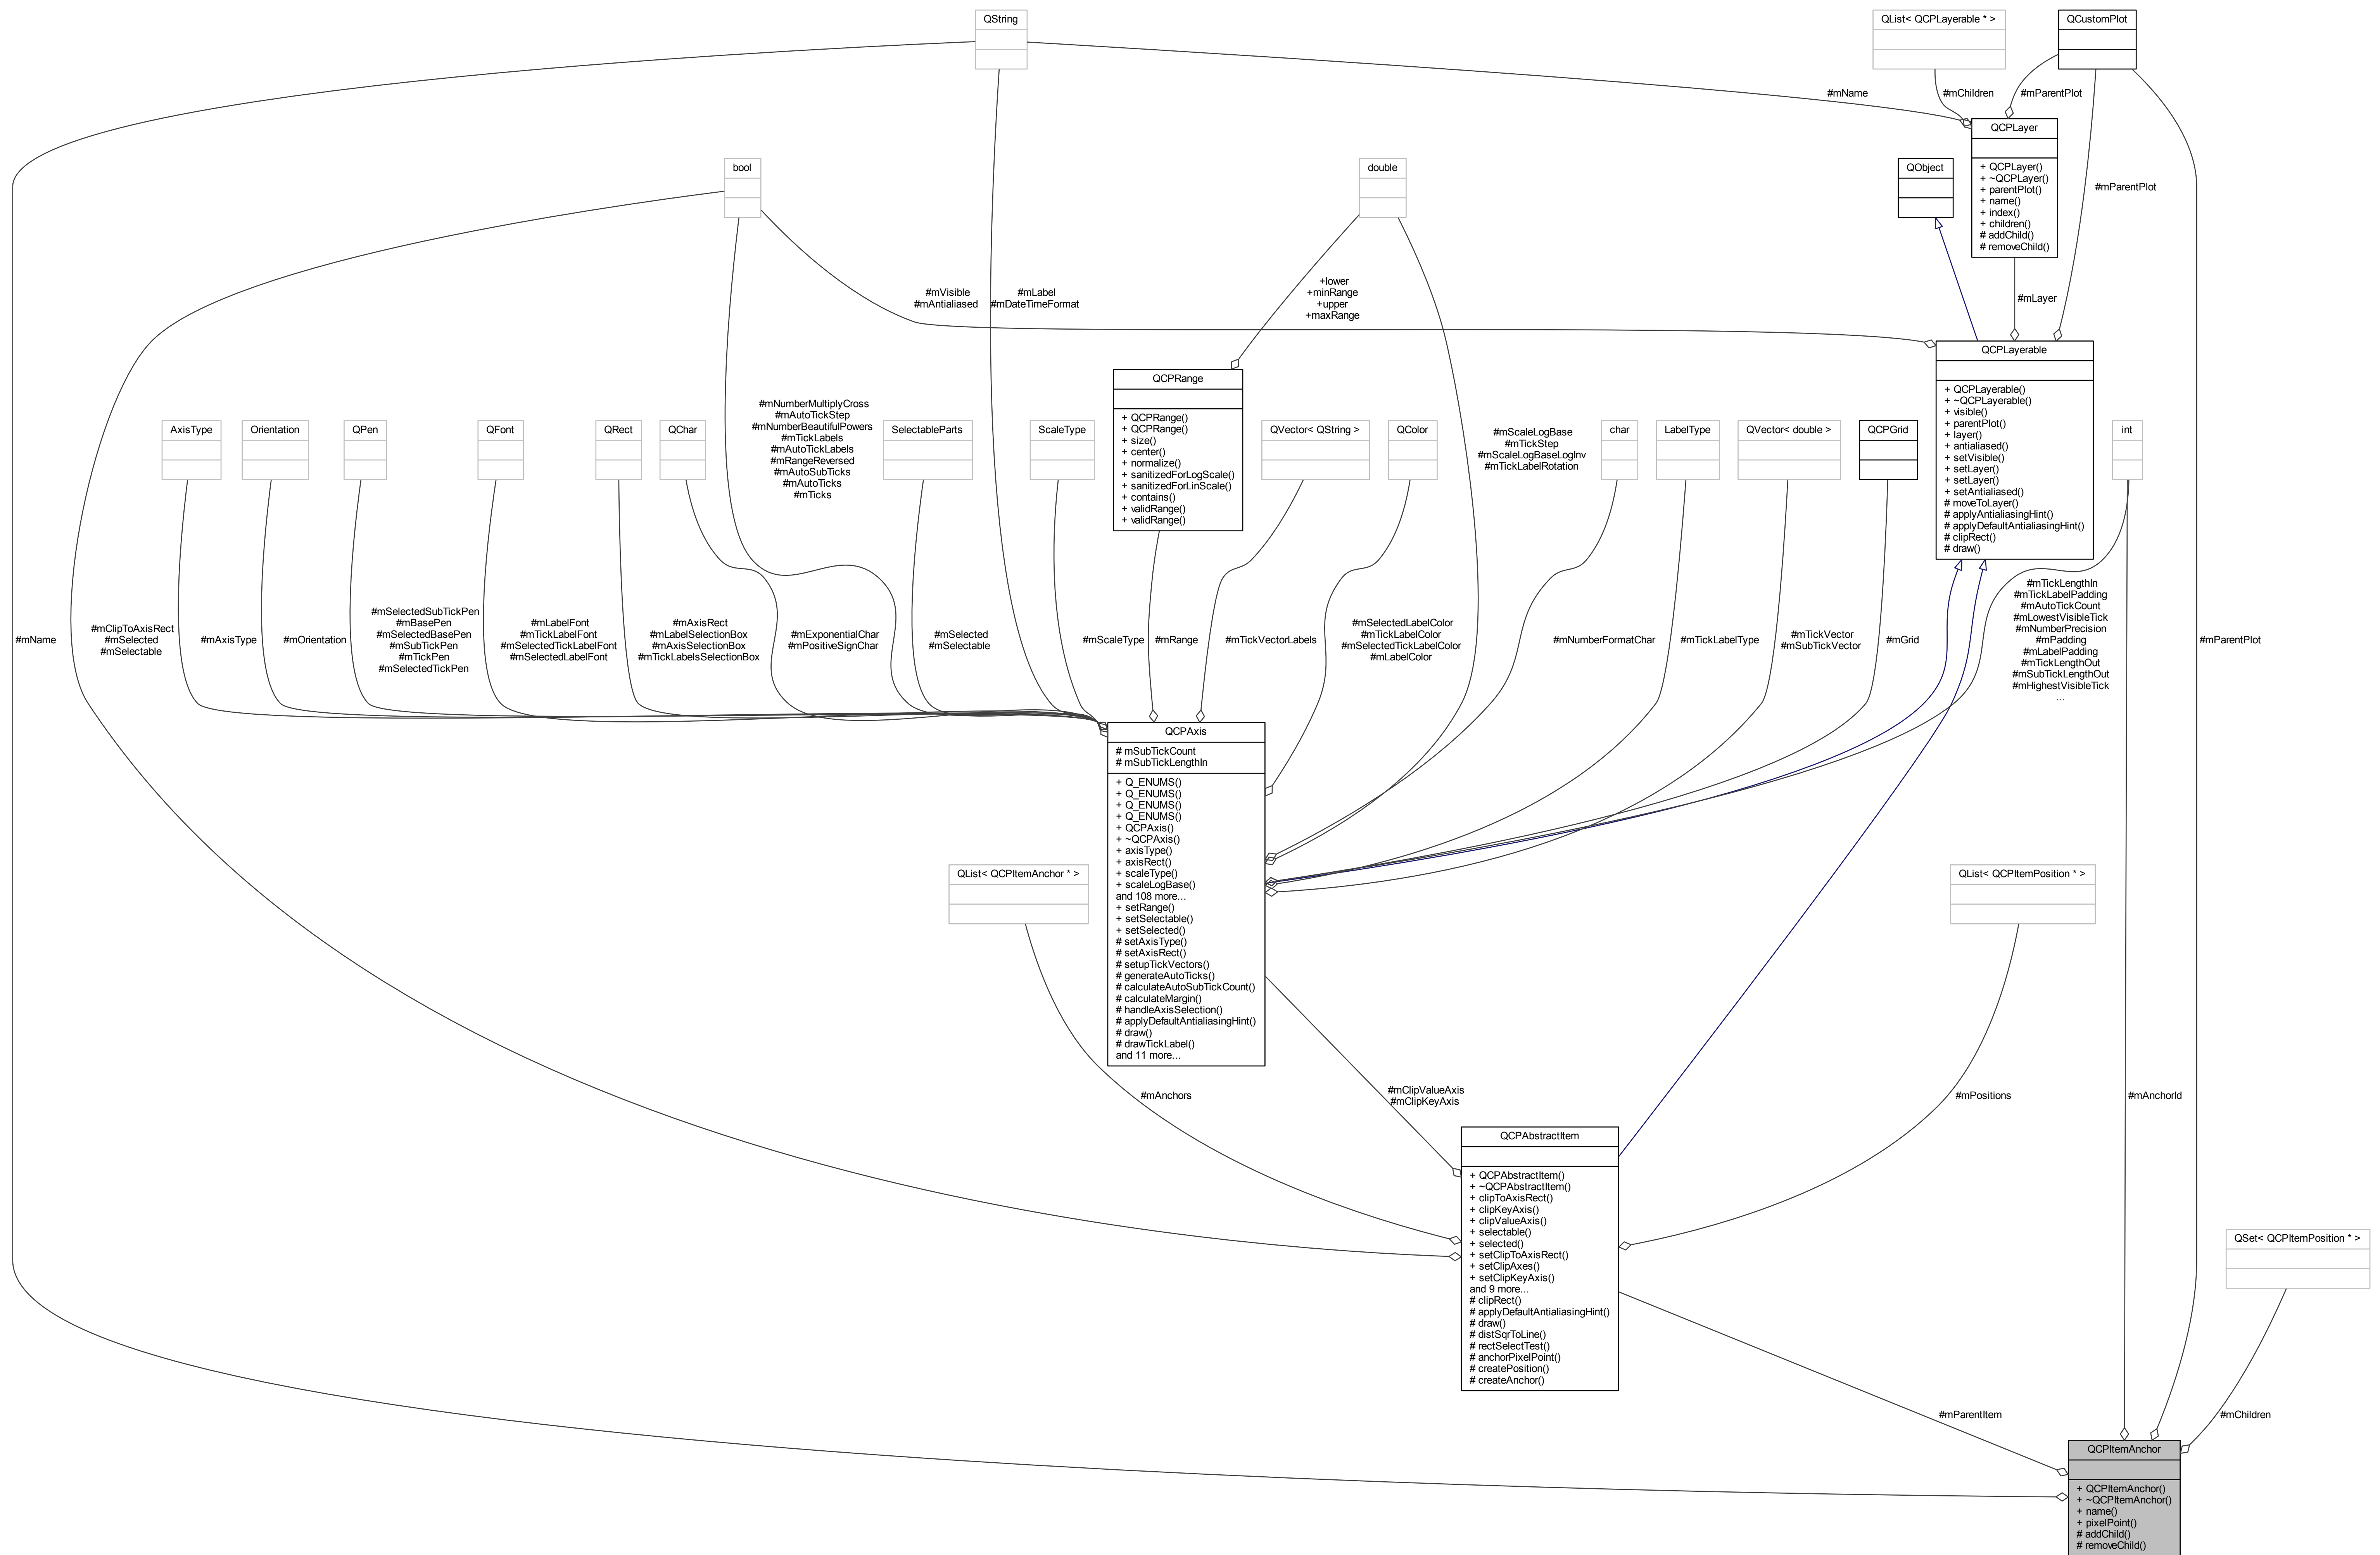 QString
QList< QCPLayerable * >
QCustomPlot
#mName
#mChildren
#mParentPlot
QCPLayer
+ QCPLayer()
+ ~QCPLayer()
+ parentPlot()
+ name()
+ index()
+ children()
# addChild()
# removeChild()
bool
double
QObject
#mParentPlot
#mVisible
#mAntialiased
#mLabel
#mDateTimeFormat
+lower
+minRange
+upper
+maxRange
#mLayer
QCPLayerable
+ QCPLayerable()
+ ~QCPLayerable()
+ visible()
+ parentPlot()
+ layer()
+ antialiased()
+ setVisible()
+ setLayer()
+ setLayer()
+ setAntialiased()
# moveToLayer()
# applyAntialiasingHint()
# applyDefaultAntialiasingHint()
# clipRect()
# draw()
QCPRange
+ QCPRange()
+ QCPRange()
+ size()
+ center()
+ normalize()
+ sanitizedForLogScale()
+ sanitizedForLinScale()
+ contains()
+ validRange()
+ validRange()
AxisType
Orientation
QPen
QFont
QRect
QChar
#mNumberMultiplyCross
#mAutoTickStep
#mNumberBeautifulPowers
#mTickLabels
#mAutoTickLabels
#mRangeReversed
#mAutoSubTicks
#mAutoTicks
#mTicks
SelectableParts
ScaleType
QVector< QString >
QColor
#mScaleLogBase
#mTickStep
#mScaleLogBaseLogInv
#mTickLabelRotation
char
LabelType
QVector< double >
QCPGrid
int
#mName
#mClipToAxisRect
#mSelected
#mSelectable
#mAxisType
#mOrientation
#mSelectedSubTickPen
#mBasePen
#mSelectedBasePen
#mSubTickPen
#mTickPen
#mSelectedTickPen
#mLabelFont
#mTickLabelFont
#mSelectedTickLabelFont
#mSelectedLabelFont
#mAxisRect
#mLabelSelectionBox
#mAxisSelectionBox
#mTickLabelsSelectionBox
#mExponentialChar
#mPositiveSignChar
#mSelected
#mSelectable
#mScaleType
#mRange
#mTickVectorLabels
#mSelectedLabelColor
#mTickLabelColor
#mSelectedTickLabelColor
#mLabelColor
#mNumberFormatChar
#mTickLabelType
#mTickVector
#mSubTickVector
#mGrid
#mTickLengthIn
#mTickLabelPadding
#mAutoTickCount
#mLowestVisibleTick
#mNumberPrecision
#mPadding
#mLabelPadding
#mTickLengthOut
#mSubTickLengthOut
#mHighestVisibleTick
...
#mParentPlot
QCPAxis
# mSubTickCount
# mSubTickLengthIn
+ Q_ENUMS()
+ Q_ENUMS()
+ Q_ENUMS()
+ Q_ENUMS()
+ QCPAxis()
+ ~QCPAxis()
+ axisType()
+ axisRect()
+ scaleType()
+ scaleLogBase()
and 108 more...
+ setRange()
+ setSelectable()
+ setSelected()
# setAxisType()
# setAxisRect()
# setupTickVectors()
# generateAutoTicks()
# calculateAutoSubTickCount()
# calculateMargin()
# handleAxisSelection()
# applyDefaultAntialiasingHint()
# draw()
# drawTickLabel()
and 11 more...
QList< QCPItemAnchor * >
QList< QCPItemPosition * >
#mAnchors
#mClipValueAxis
#mClipKeyAxis
#mPositions
#mAnchorId
QCPAbstractItem
+ QCPAbstractItem()
+ ~QCPAbstractItem()
+ clipToAxisRect()
+ clipKeyAxis()
+ clipValueAxis()
+ selectable()
+ selected()
+ setClipToAxisRect()
+ setClipAxes()
+ setClipKeyAxis()
and 9 more...
# clipRect()
# applyDefaultAntialiasingHint()
# draw()
# distSqrToLine()
# rectSelectTest()
# anchorPixelPoint()
# createPosition()
# createAnchor()
QSet< QCPItemPosition * >
#mParentItem
#mChildren
QCPItemAnchor
+ QCPItemAnchor()
+ ~QCPItemAnchor()
+ name()
+ pixelPoint()
# addChild()
# removeChild()